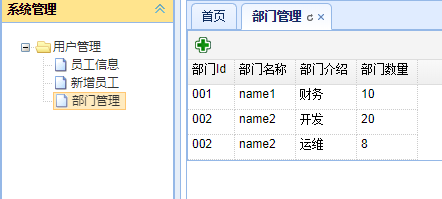 系统管理
用户管理
员工信息
新增员工
部门管理
首页 部门管理
部门Id 部门名称 部门介绍 部门数量
001 name1 财务 10
002 name2 开发 20
002 name2 运维 8